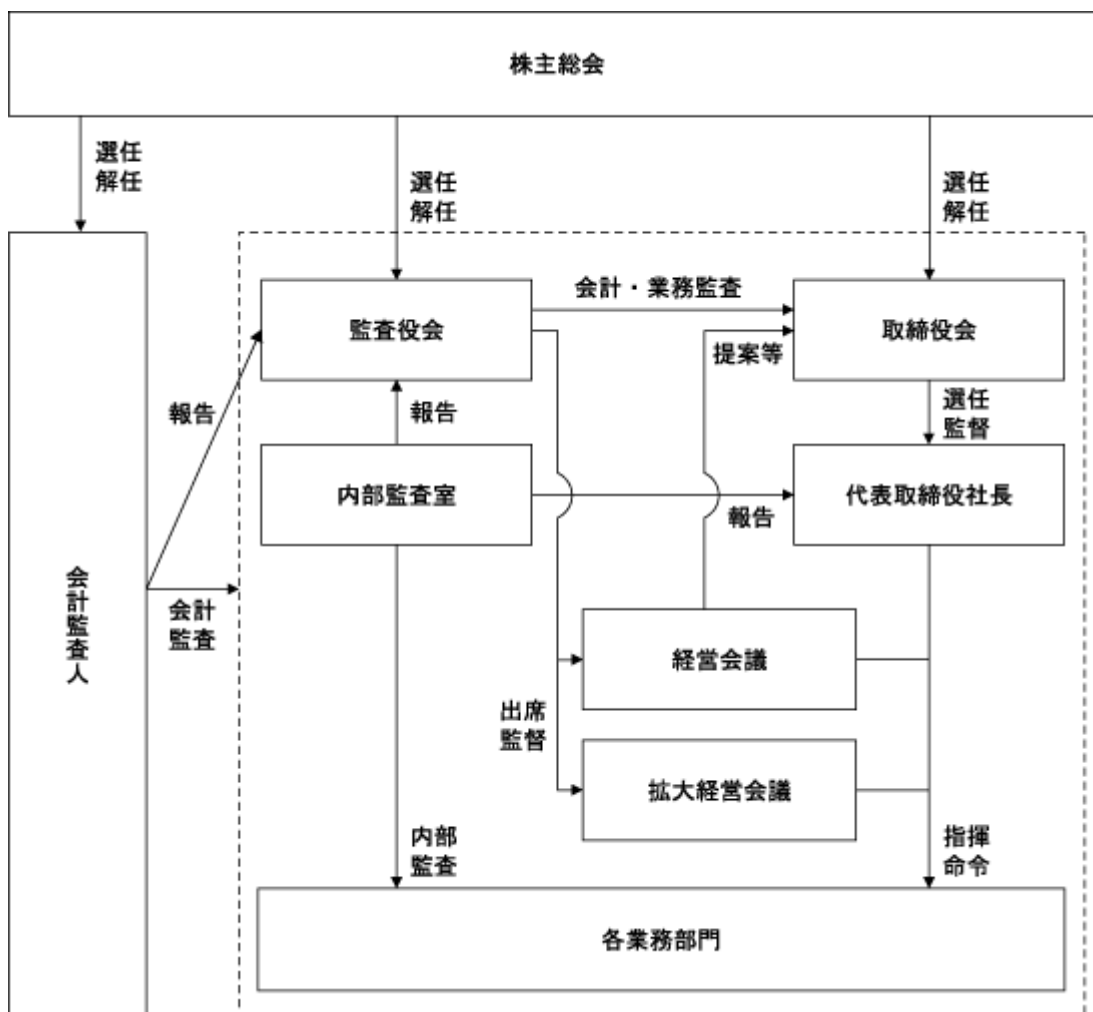 株主総会
選任
解任
選任
解任
選任
解任
監査役会
会計・業務監査
取締役会
提案等
報告
報告
選任
監督
内部監査室
報告
代表取締役社長
会計監査人
会計
監査
経営会議
出席
監督
拡大経営会議
内部
監査
指揮
命令
各業務部門